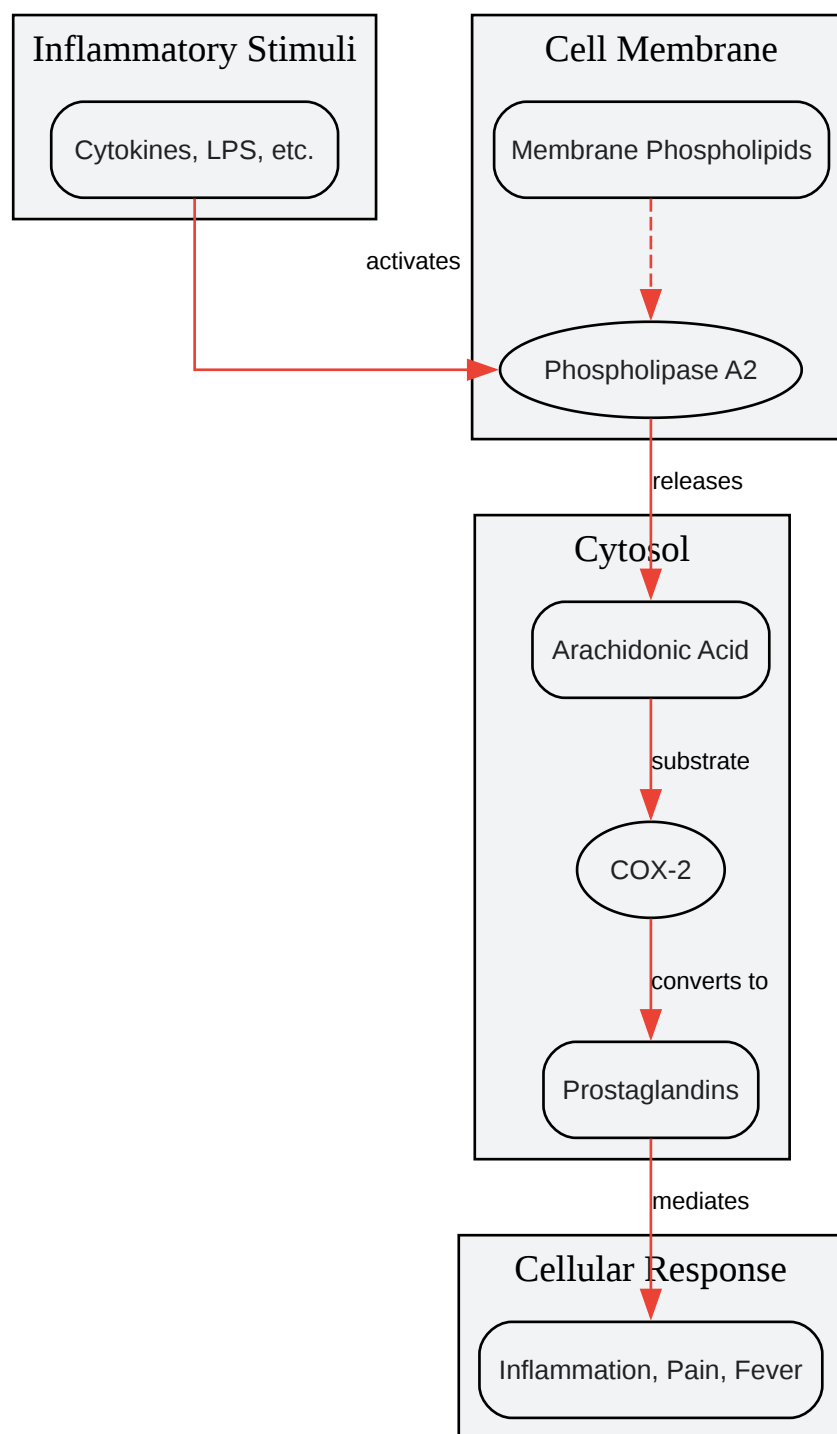 Inflammatory Stimuli
Cell Membrane
Cytokines, LPS, etc.
Membrane Phospholipids
activates
Phospholipase A2
releases
Cytosol
Arachidonic Acid
substrate
COX-2
converts to
Prostaglandins
mediates
Cellular Response
Inflammation, Pain, Fever